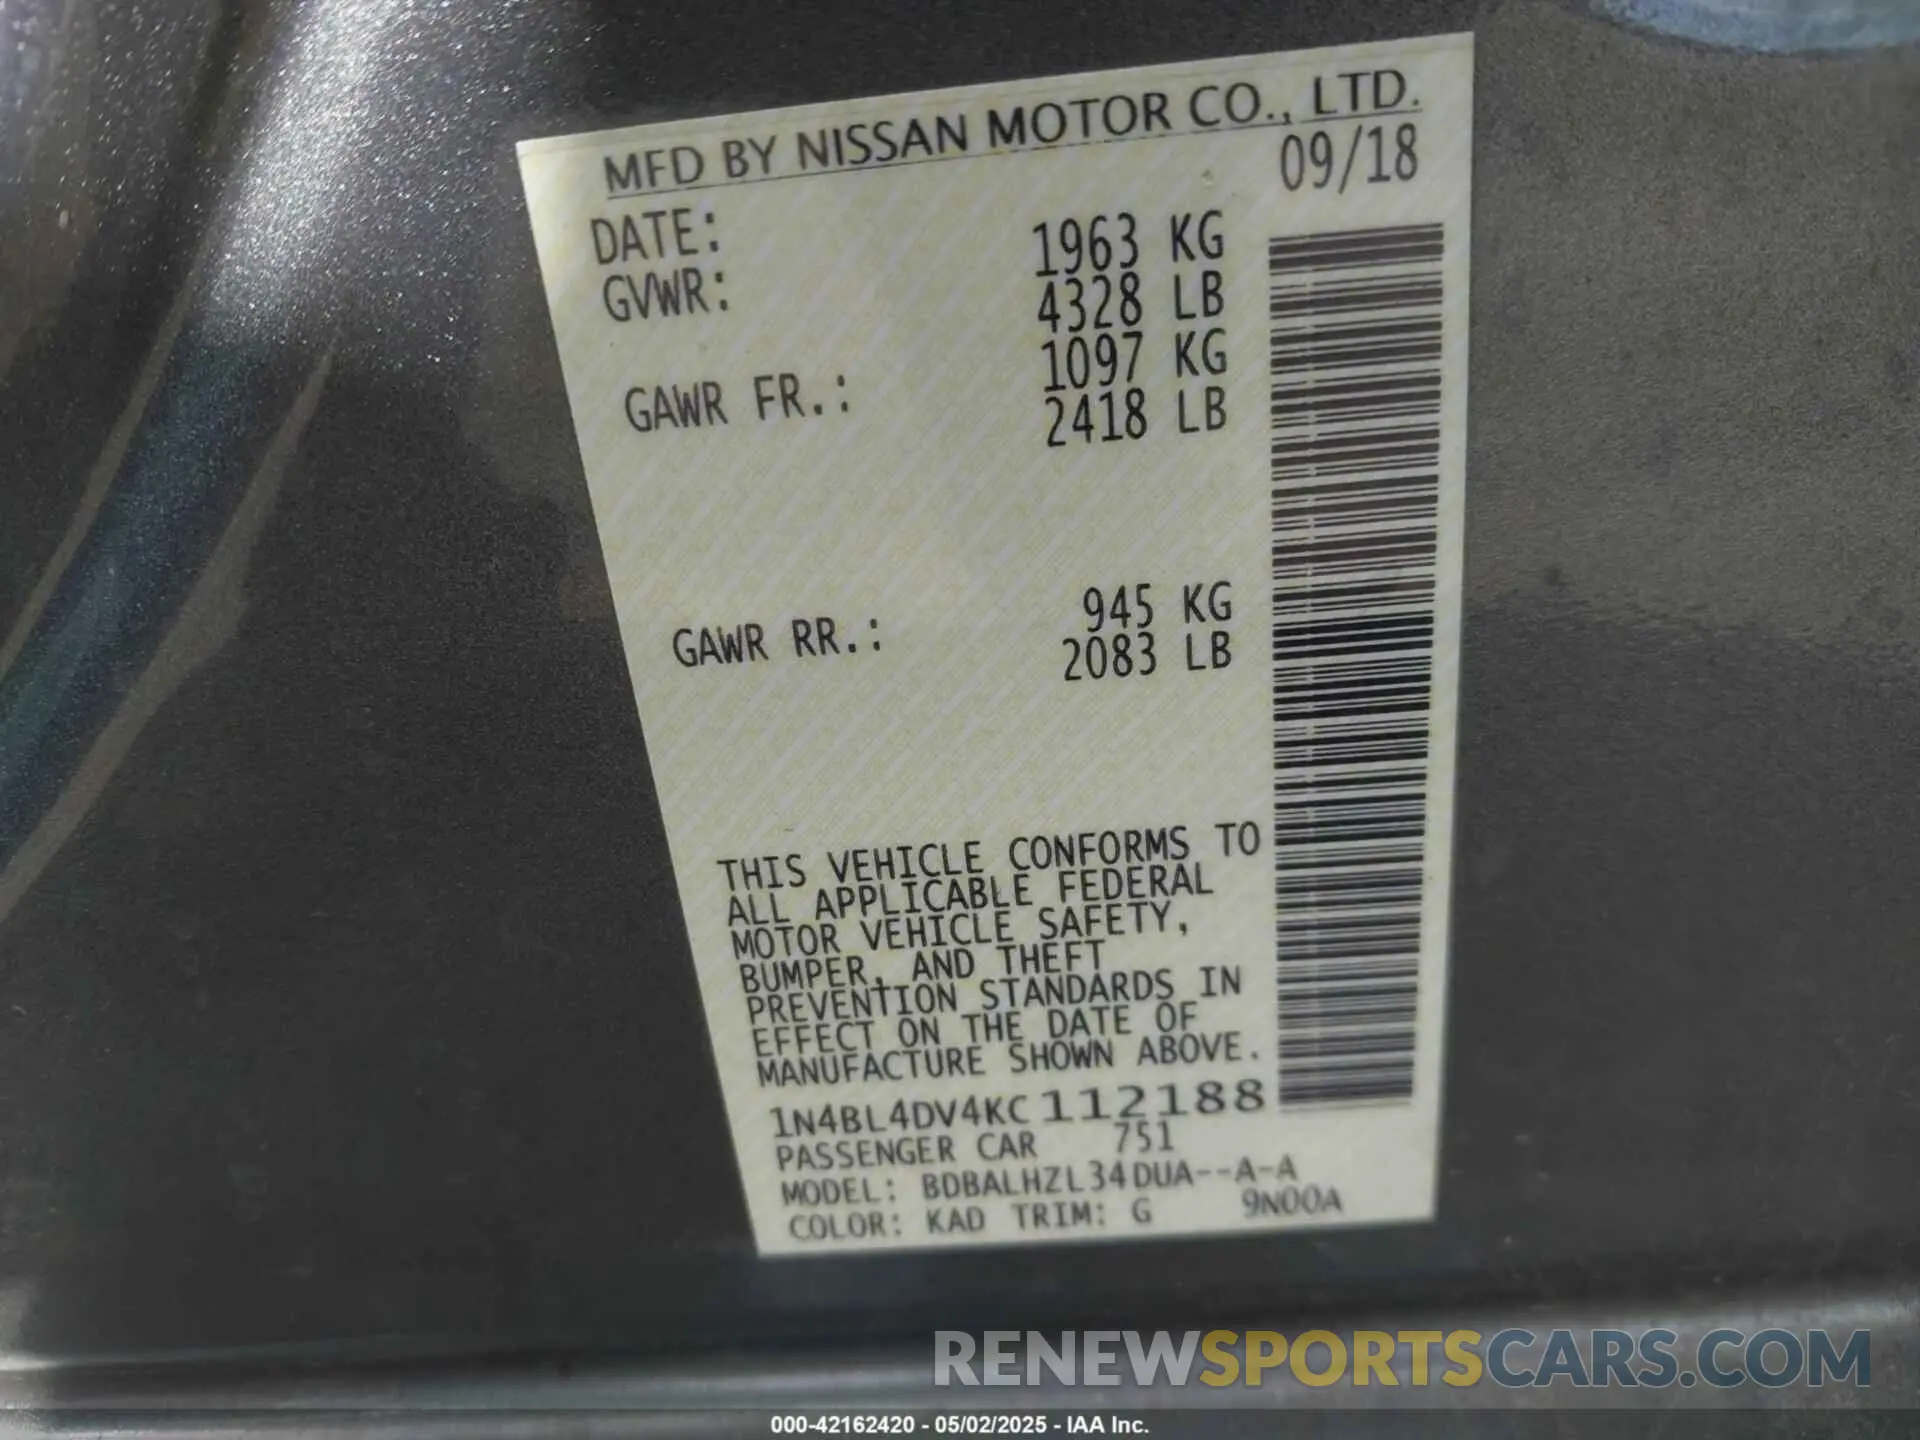 MFD BY NISSAN MOTOR CO., LTD.
DATE: 09/18
GVWR: 1963 KG
4328 LB
GAWR FR.: 1097 KG
2418 LB
GAWR RR.: 945 KG
2083 LB
THIS VEHICLE CONFORMS TO
ALL APPLICABLE FEDERAL
MOTOR VEHICLE SAFETY,
BUMPER, AND THEFT
PREVENTION STANDARDS IN
EFFECT ON THE DATE OF
MANUFACTURE SHOWN ABOVE.
1N4BL4DV4KC112188
PASSENGER CAR 751
MODEL: BDBALHZL34DUA--A-A
COLOR: KAD TRIM: G 9N00A
RENEWSPORTSCARS.COM
000-42162420 - 05/02/2025 - IAA Inc.